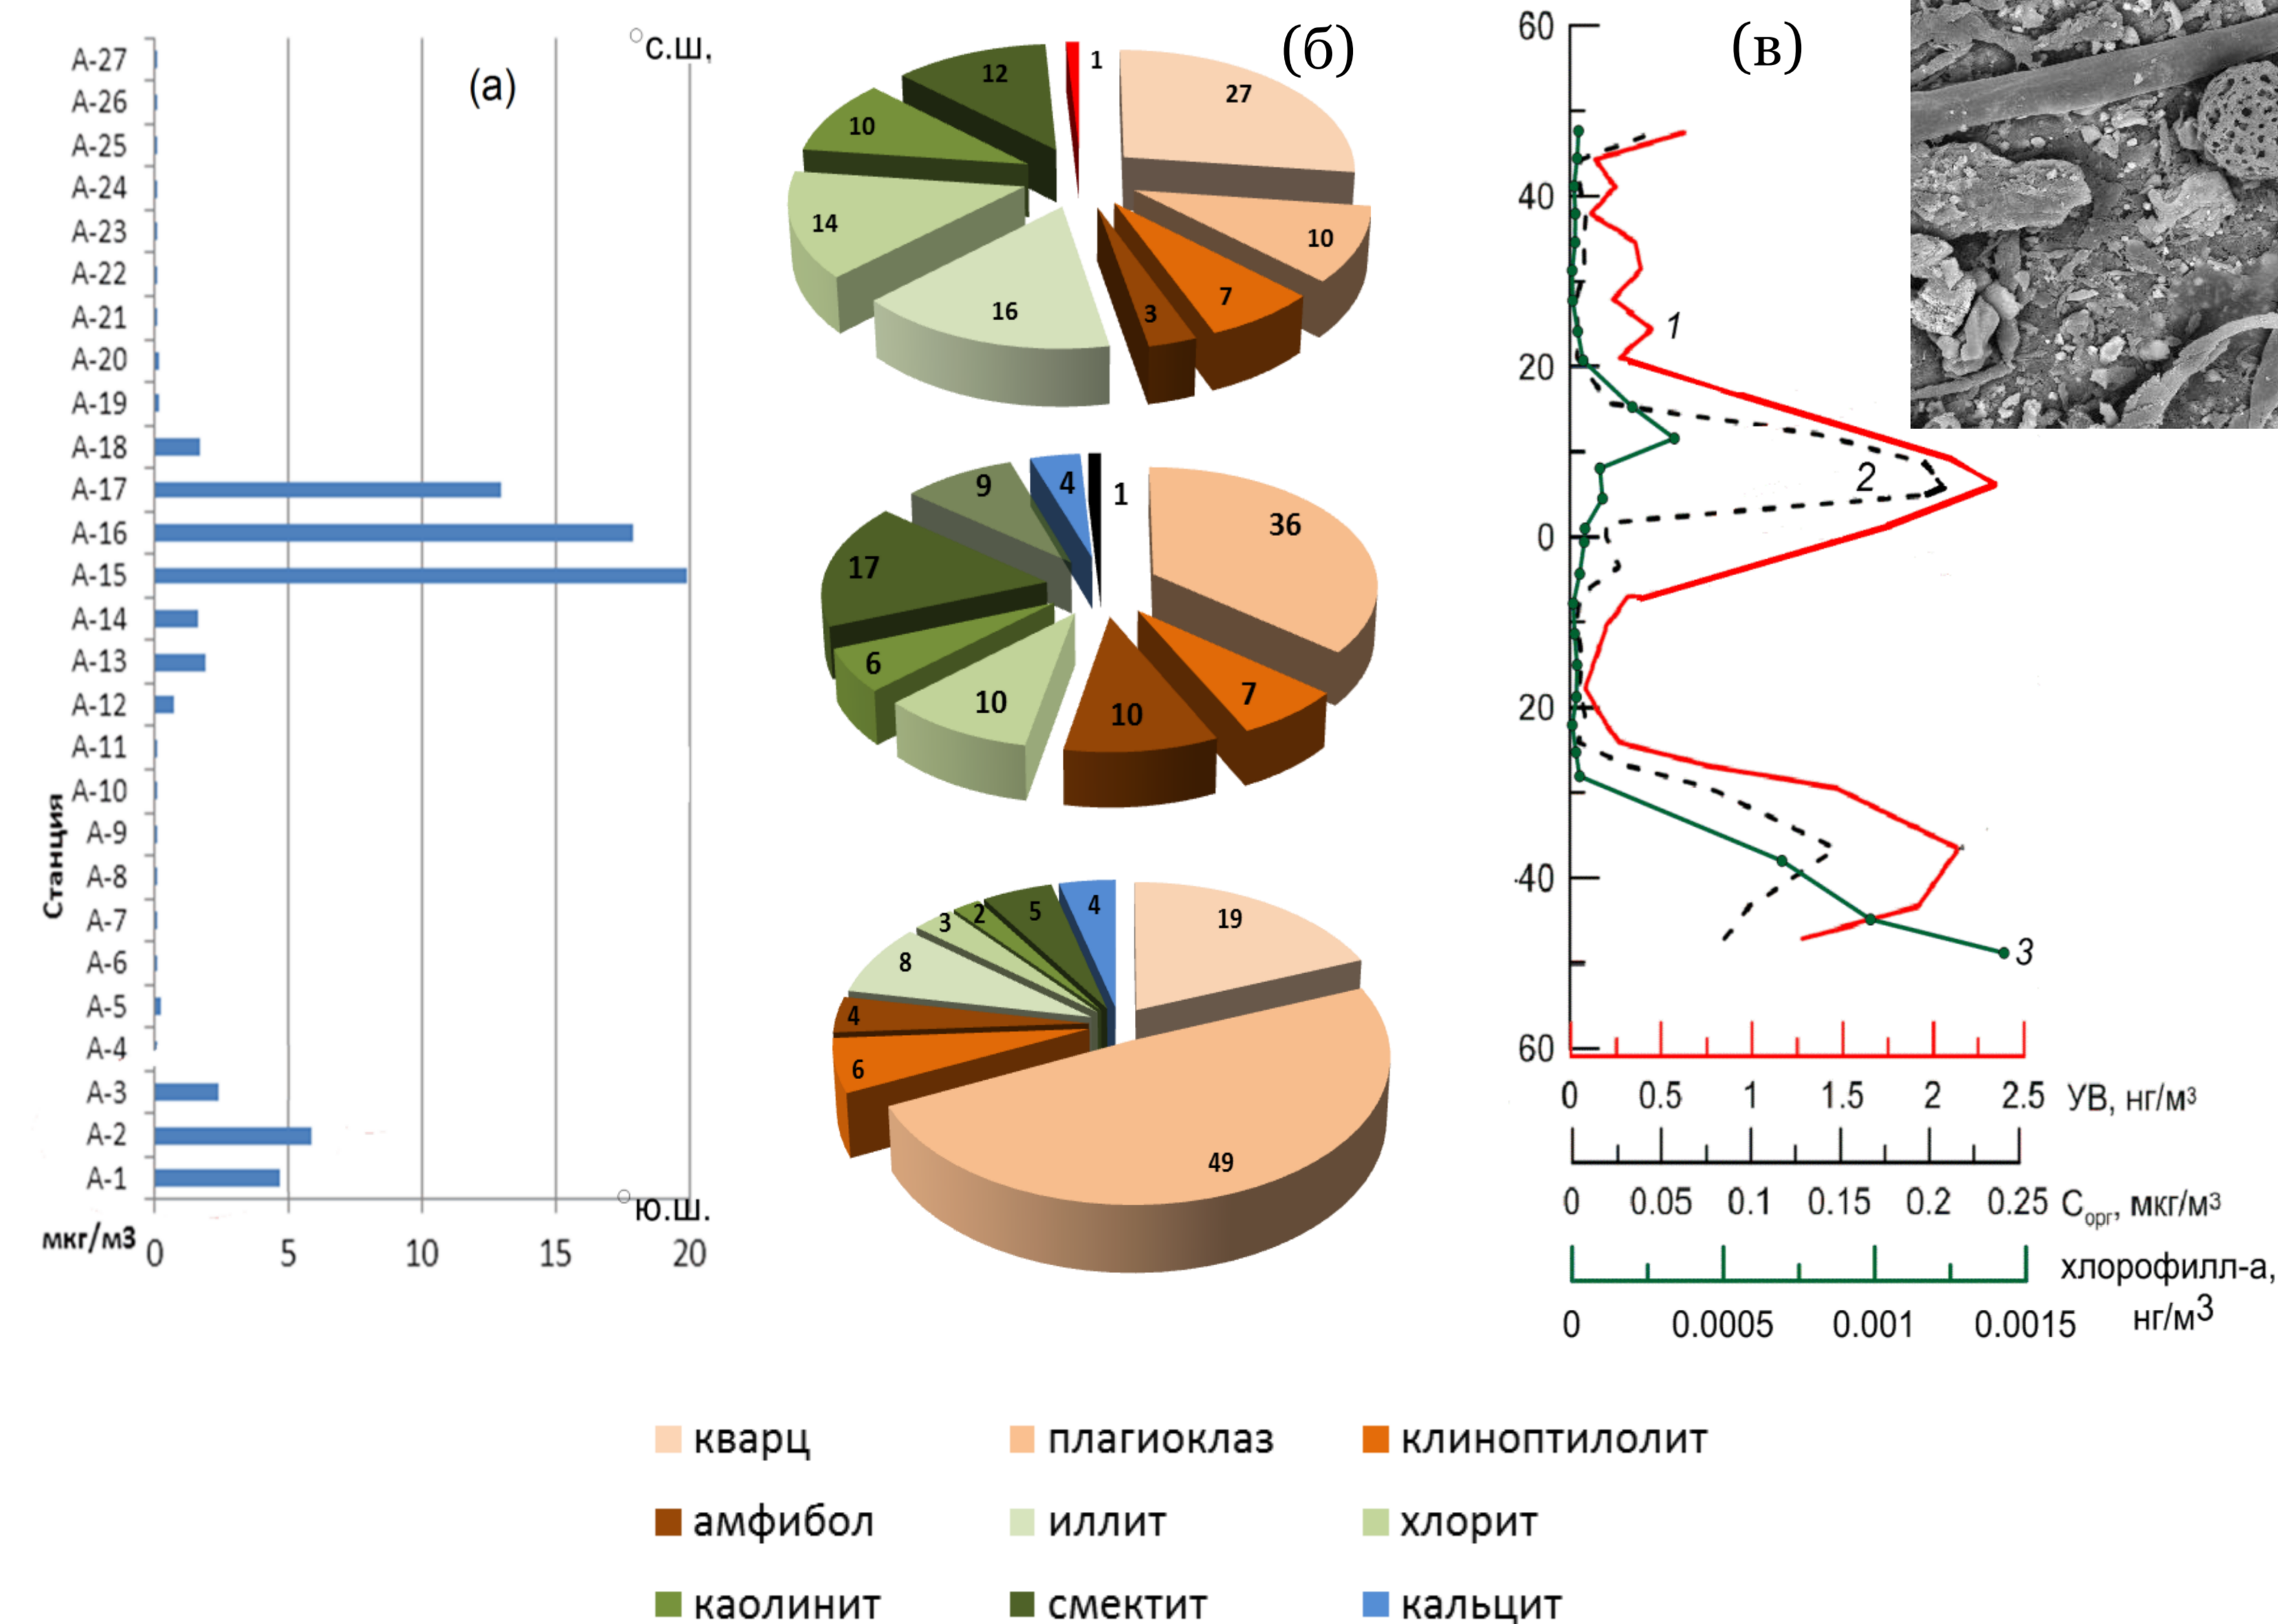 (а)
°с.ш,
А-27
А-26
А-25
А-24
А-23
А-22
А-21
А-20
А-19
А-18
А-17
А-16
А-15
А-14
А-13
А-12
А-11
А-10
А-9
А-8
А-7
А-6
А-5
А-4
А-3
А-2
А-1
Станция
°ю.ш.
мкг/м3 0 5 10 15 20
(б)
1
27
10
7
3
16
14
10
12
1
36
7
10
10
6
17
9
4
19
49
6
4
8
3
2
5
4
(в)
60
40
20
0
20
40
60
1
2
3
0 0.5 1 1.5 2 2.5 УВ, нг/м³
0 0.05 0.1 0.15 0.2 0.25 Cорг, мкг/м³
хлорофилл-а,
0 0.0005 0.001 0.0015 нг/м³
кварц плагиоклаз клиноптилолит
амфибол иллит хлорит
каолинит смектит кальцит